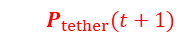 P_tether(t + 1)